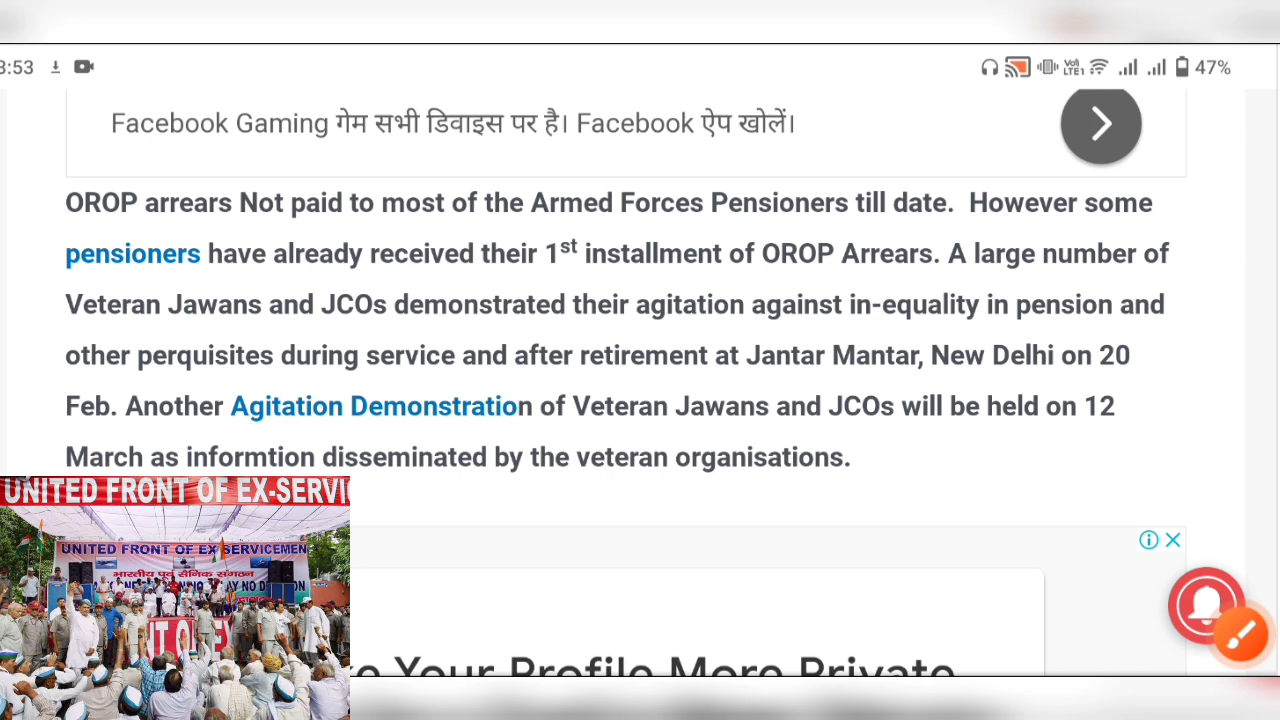 3:53 47%
Facebook Gaming गेम सभी डिवाइस पर है। Facebook ऐप खोलें।
OROP arrears Not paid to most of the Armed Forces Pensioners till date. However some
pensioners have already received their 1st installment of OROP Arrears. A large number of
Veteran Jawans and JCOs demonstrated their agitation against in-equality in pension and
other perquisites during service and after retirement at Jantar Mantar, New Delhi on 20
Feb. Another Agitation Demonstration of Veteran Jawans and JCOs will be held on 12
March as informtion disseminated by the veteran organisations.
UNITED FRONT OF EX-SERVI
UNITED FRONT OF EX SERVICEMEN
भारतीय पूर्व सैनिक संगठन
Your Profile More Private